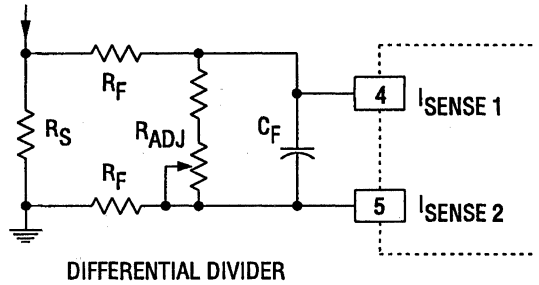 RF
4
ISENSE 1
RS
RADJ
CF
RF
5
ISENSE 2
DIFFERENTIAL DIVIDER